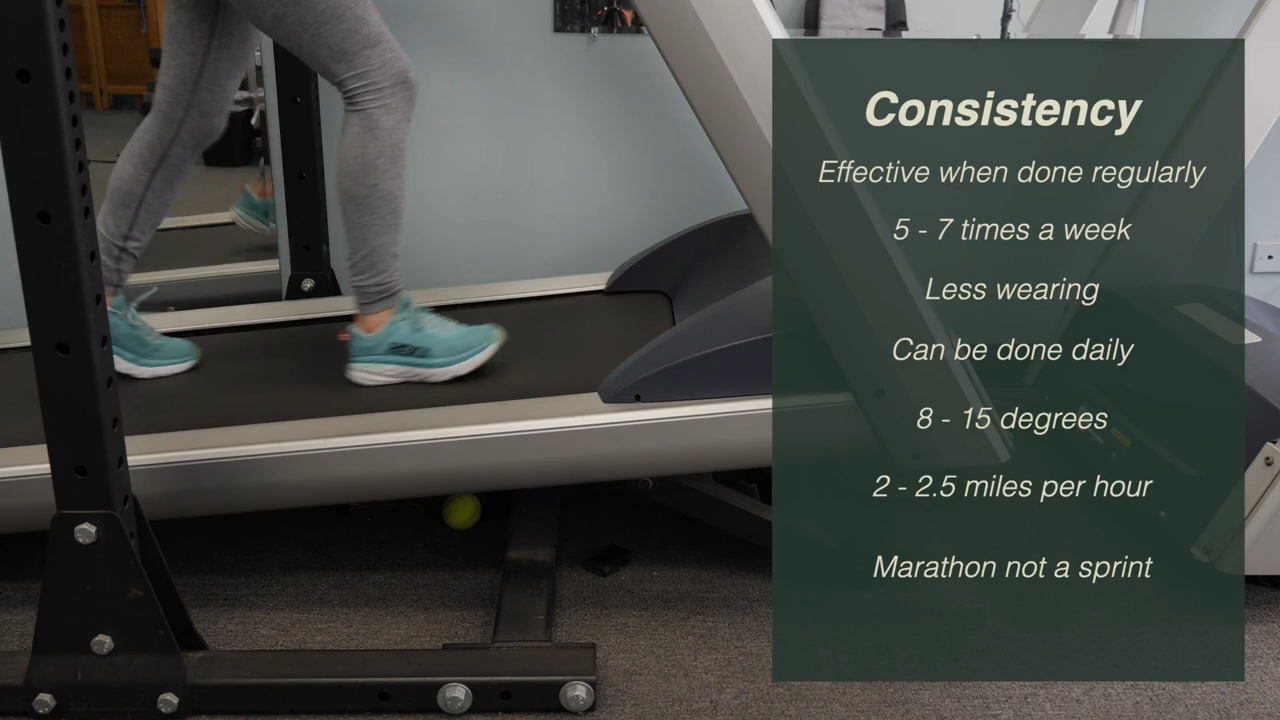 Consistency
Effective when done regularly
5 - 7 times a week
Less wearing
Can be done daily
8 - 15 degrees
2 - 2.5 miles per hour
Marathon not a sprint